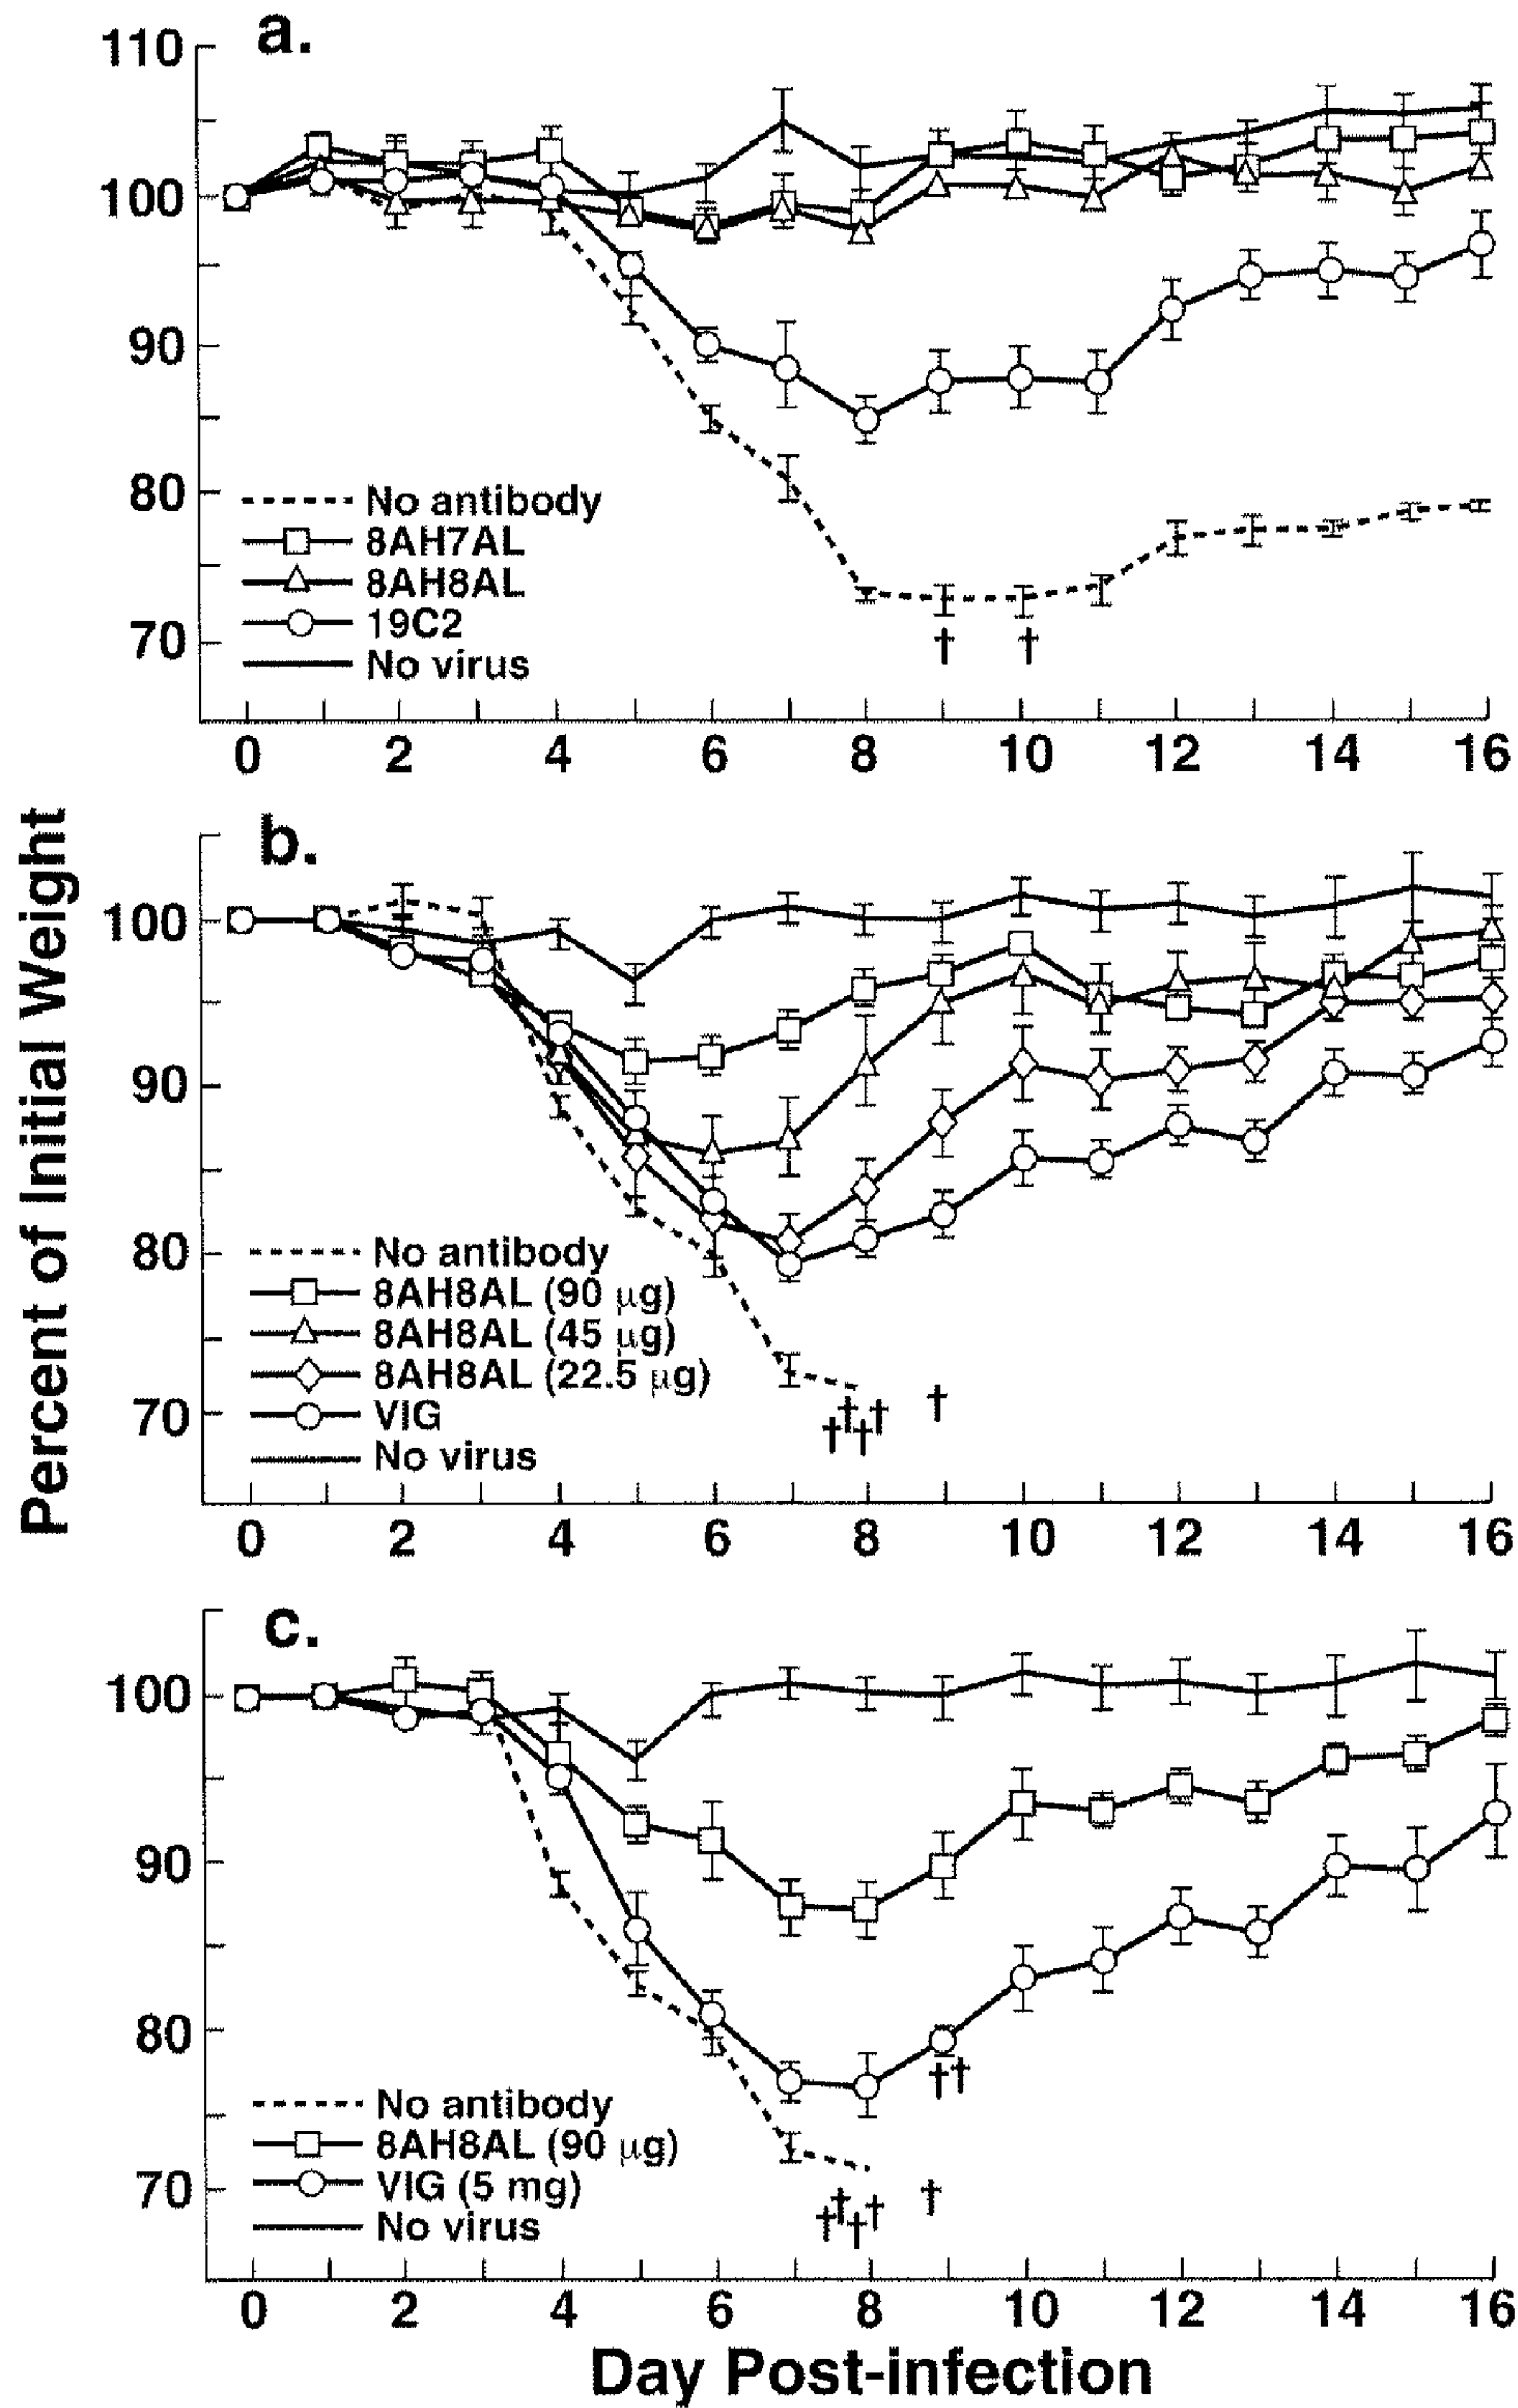 a.
110
100
90
80
70
No antibody
8AH7AL
8AH8AL
19C2
No virus
† †
0 2 4 6 8 10 12 14 16
Percent of Initial Weight
b.
100
90
80
70
No antibody
8AH8AL (90 μg)
8AH8AL (45 μg)
8AH8AL (22.5 μg)
VIG
No virus
† † † † †
0 2 4 6 8 10 12 14 16
c.
100
90
80
70
No antibody
8AH8AL (90 μg)
VIG (5 mg)
No virus
† †
† † † † †
0 2 4 6 8 10 12 14 16
Day Post-infection